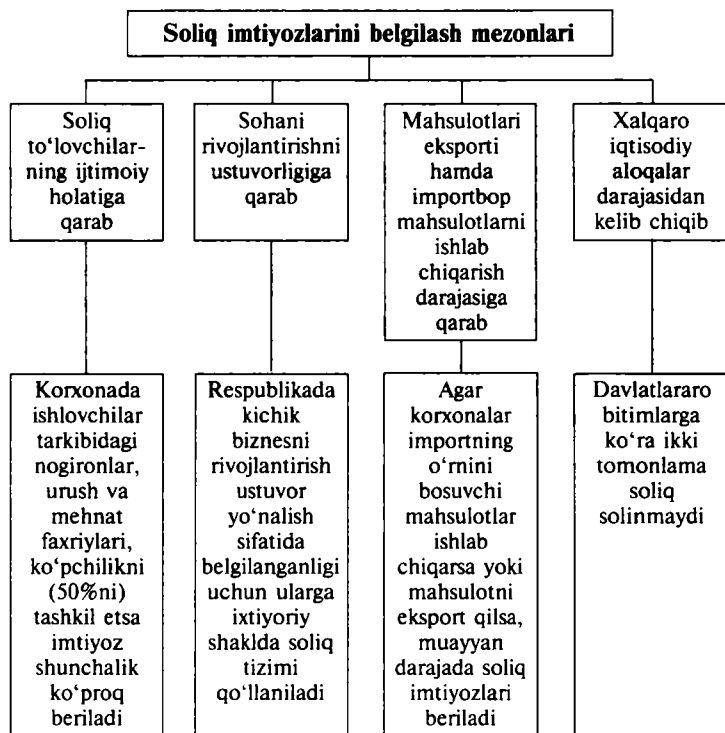 Soliq imtiyozlarini belgilash mezonlari
Soliq
to‘lovchilar-
ning ijtimoiy
holatiga
qarab
Sohani
rivojlantirishni
ustuvorligiga
qarab
Mahsulotlari
eksporti
hamda
importbop
mahsulotlarni
ishlab
chiqarish
darajasiga
qarab
Xalqaro
iqtisodiy
aloqalar
darajasidan
kelib chiqib
Korxonada
ishlovchilar
tarkibidagi
nogironlar,
urush va
mehnat
faxriylari,
ko‘pchilikni
(50%ni)
tashkil etsa
imtiyoz
shunchalik
ko‘proq
beriladi
Respublikada
kichik
biznesni
rivojlantirish
ustuvor
yo‘nalish
sifatida
belgilanganligi
uchun ularga
ixtiyoriy
shaklda soliq
tizimi
qo‘llaniladi
Agar
korxonalar
importning
o‘rnini
bosuvchi
mahsulotlar
ishlab
chiqarsa yoki
mahsulotni
eksport qilsa,
muayyan
darajada soliq
imtiyozlari
beriladi
Davlatlararo
bitimlarga
ko‘ra ikki
tomonlama
soliq
solinmaydi